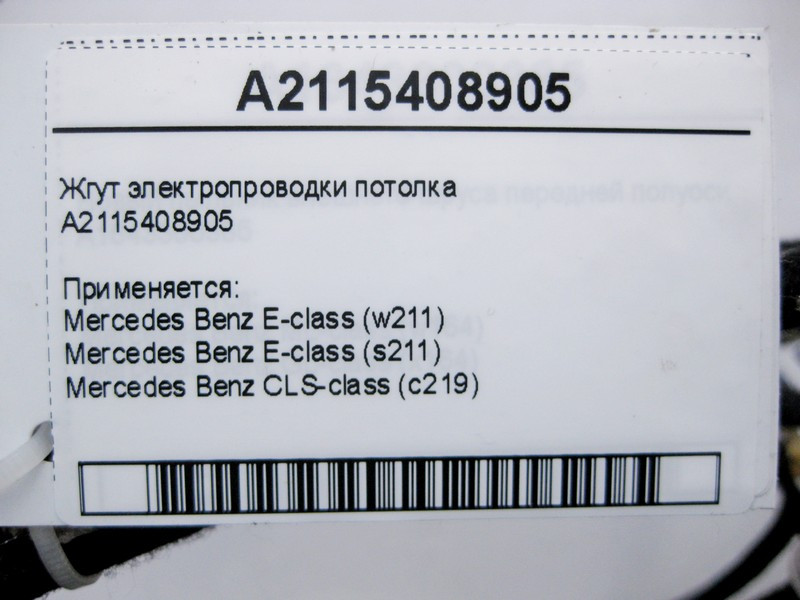 A2115408905
Жгут электропроводки потолка
A2115408905
Применяется:
Mercedes Benz E-class (w211)
Mercedes Benz E-class (s211)
Mercedes Benz CLS-class (c219)